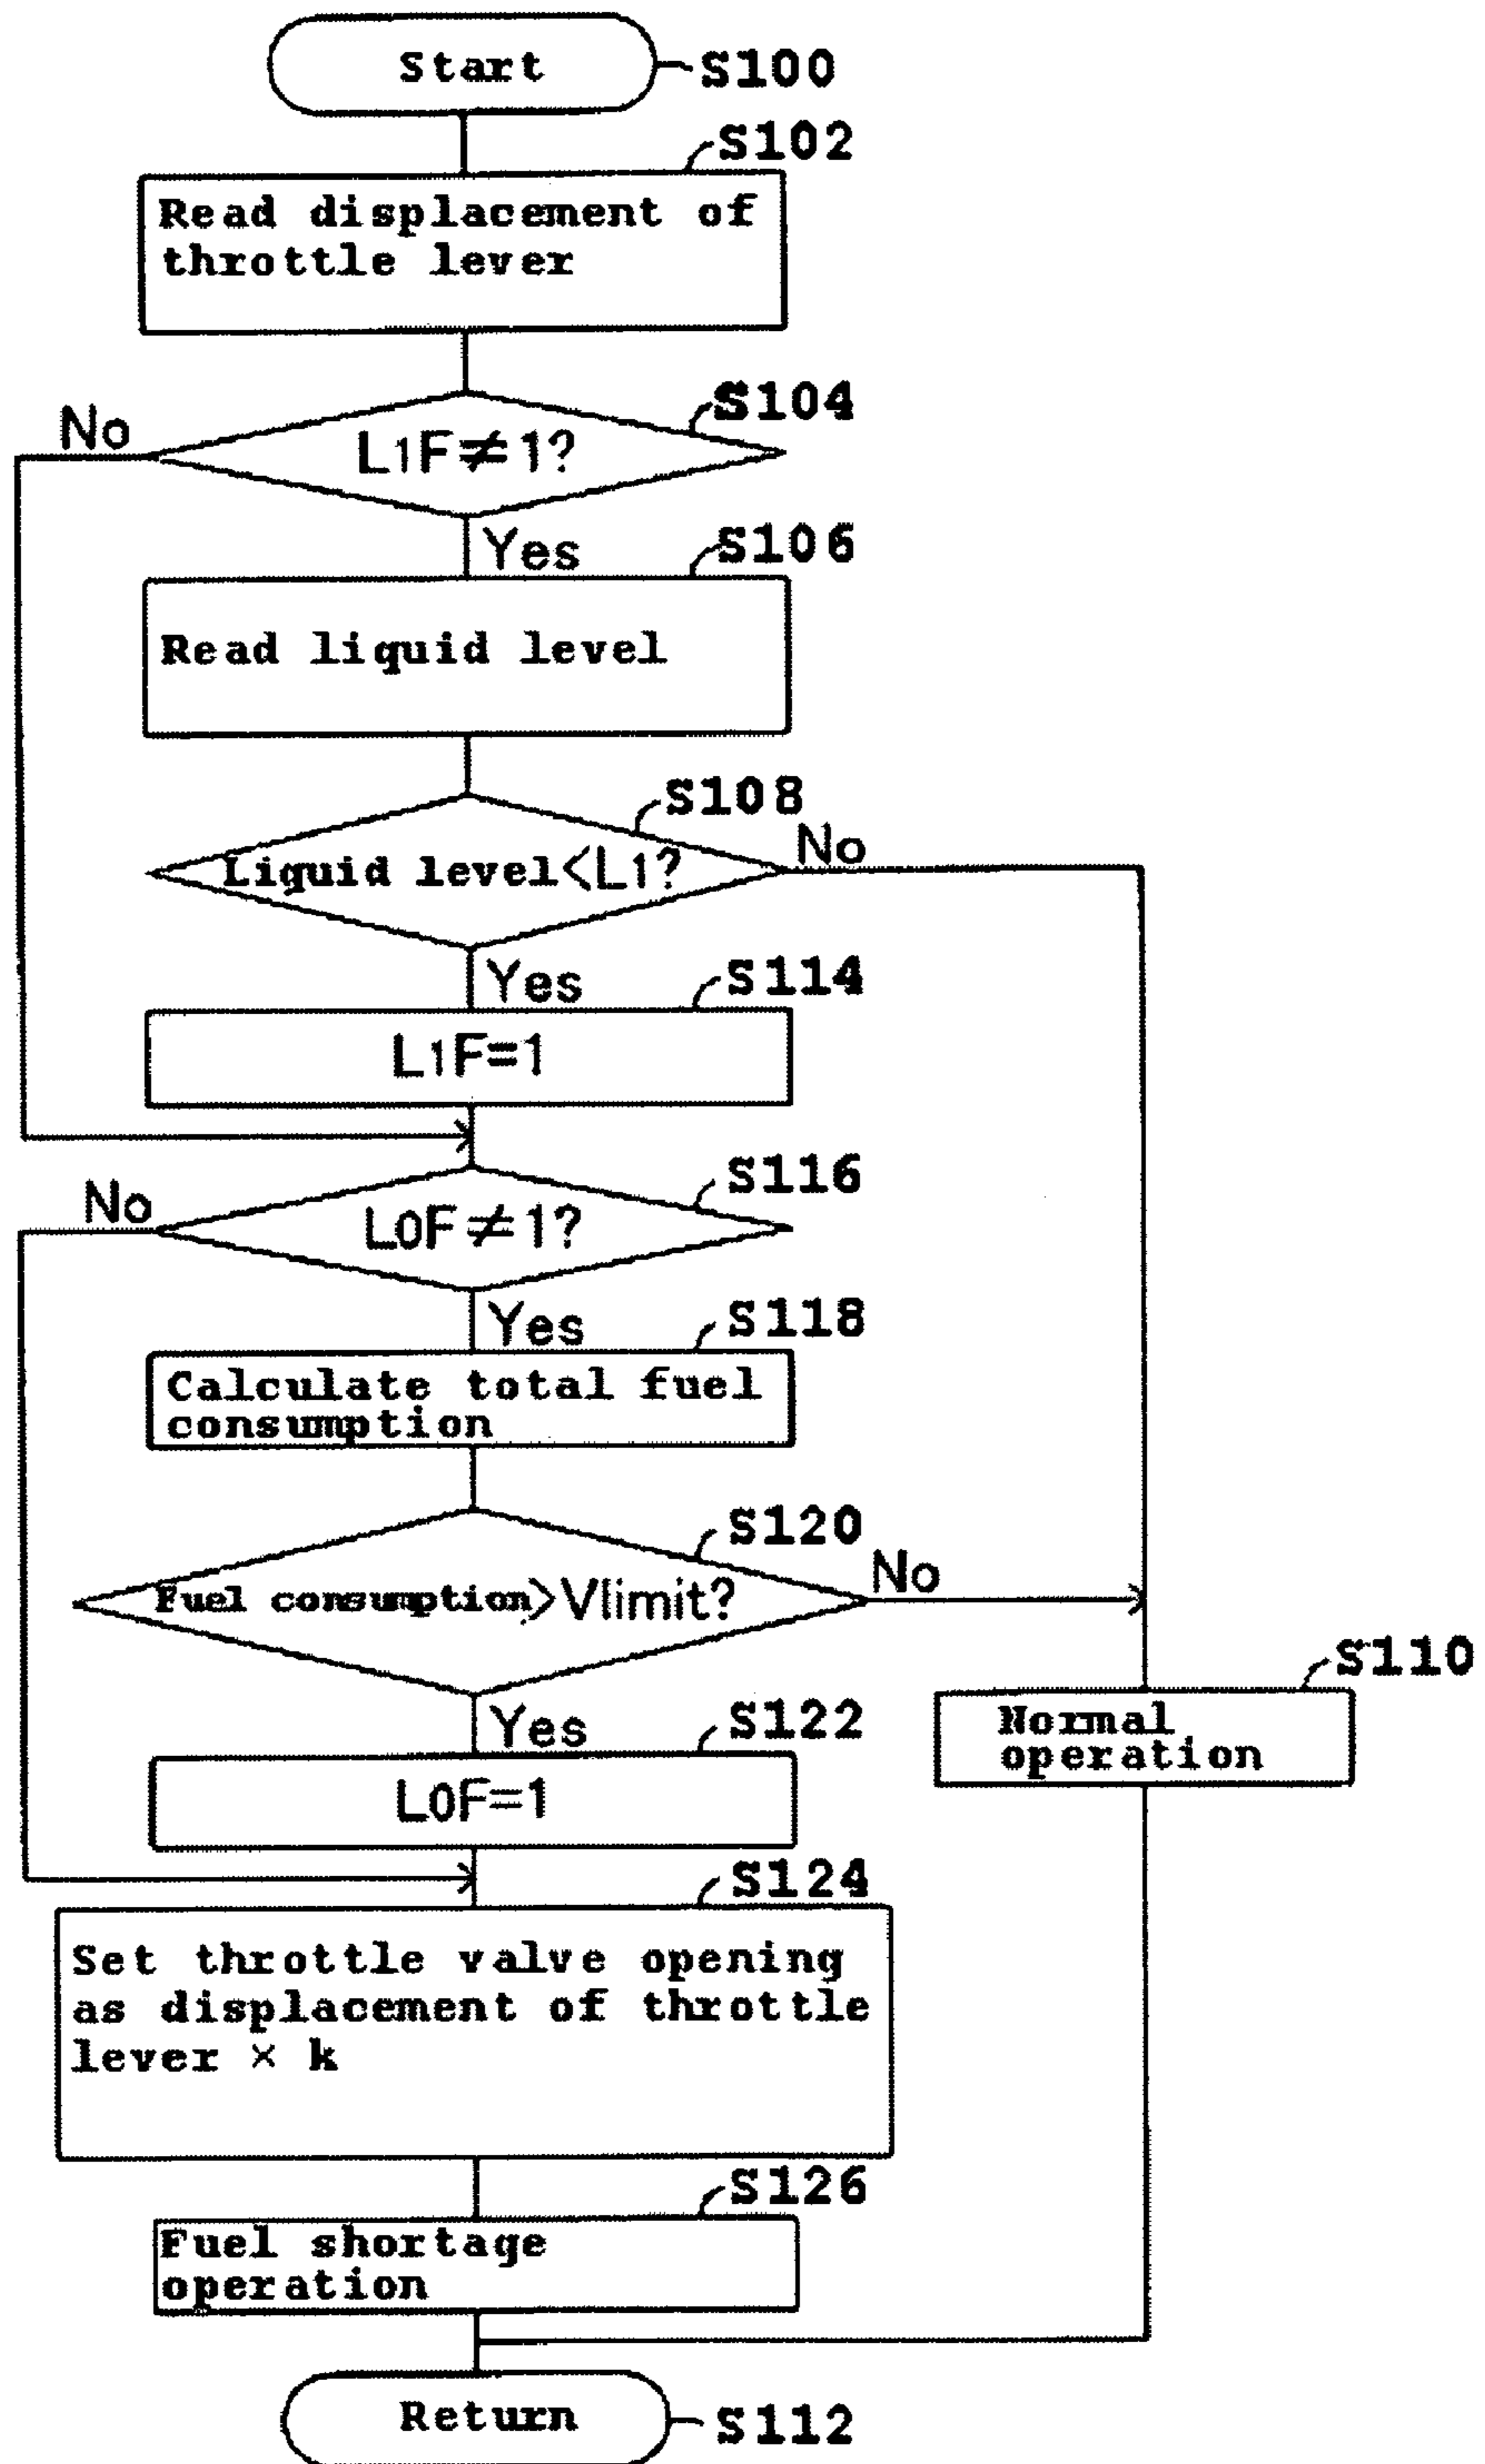 Start
S100
S102
Read displacement of
throttle lever
S104
No
L1F≠1?
Yes
S106
Read liquid level
S108
Liquid level<L1?
No
Yes
S114
L1F=1
S116
No
L0F≠1?
Yes
S118
Calculate total fuel
consumption
S120
Fuel consumption>Vlimit?
No
S110
Normal
operation
Yes
S122
L0F=1
S124
Set throttle valve opening
as displacement of throttle
lever × k
S126
Fuel shortage
operation
Return
S112